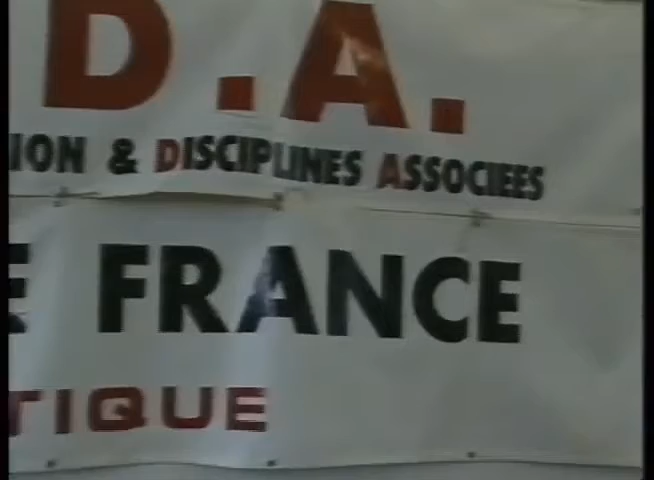 D.A.
ION & DISCIPLINES ASSOCIEES
E FRANCE
TIQUE